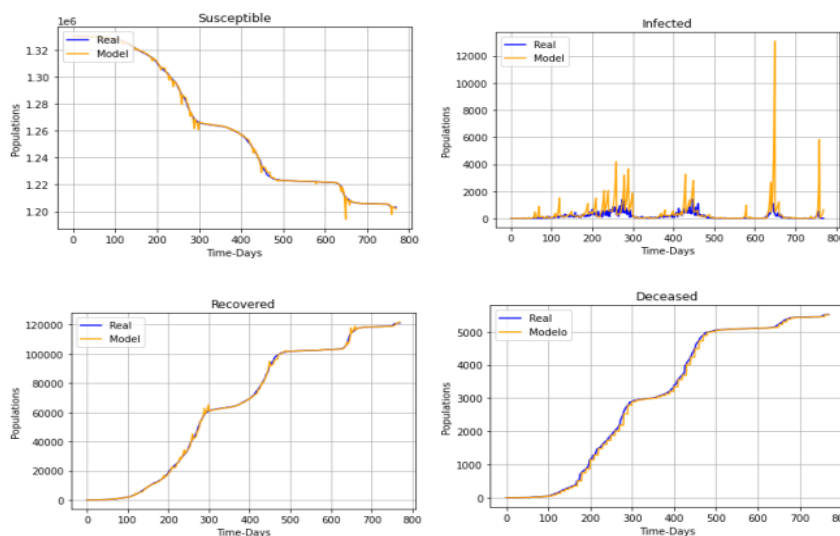 Susceptible
1e6
Real
Model
1.32
1.30
1.28
1.26
1.24
1.22
1.20
Populations
0 100 200 300 400 500 600 700 800
Time-Days
Infected
Real
Model
12000
10000
8000
6000
4000
2000
0
Populations
0 100 200 300 400 500 600 700 800
Time-Days
Recovered
Real
Model
120000
100000
80000
60000
40000
20000
0
Populations
0 100 200 300 400 500 600 700 800
Time-Days
Deceased
Real
Modelo
5000
4000
3000
2000
1000
0
Populations
0 100 200 300 400 500 600 700 800
Time-Days